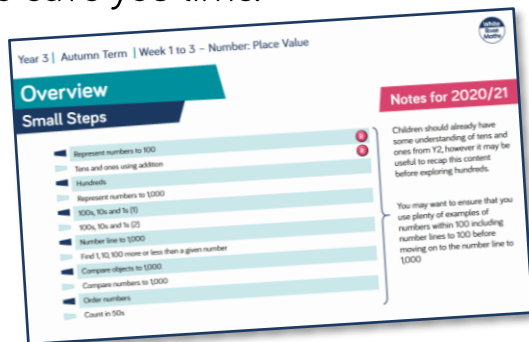 Year 3 | Autumn Term | Week 1 to 3 – Number: Place Value
White
Rose
Maths
Overview
Small Steps
Represent numbers to 100
R
Tens and ones using addition
R
Hundreds
Represent numbers to 1,000
100s, 10s and 1s (1)
100s, 10s and 1s (2)
Number line to 1,000
Find 1, 10, 100 more or less than a given number
Compare objects to 1,000
Compare numbers to 1,000
Order numbers
Count in 50s
Notes for 2020/21
Children should already have
some understanding of tens and
ones from Y2, however it may be
useful to recap this content
before exploring hundreds.
You may want to ensure that you
use plenty of examples of
numbers within 100 including
number lines to 100 before
moving on to the number line to
1,000